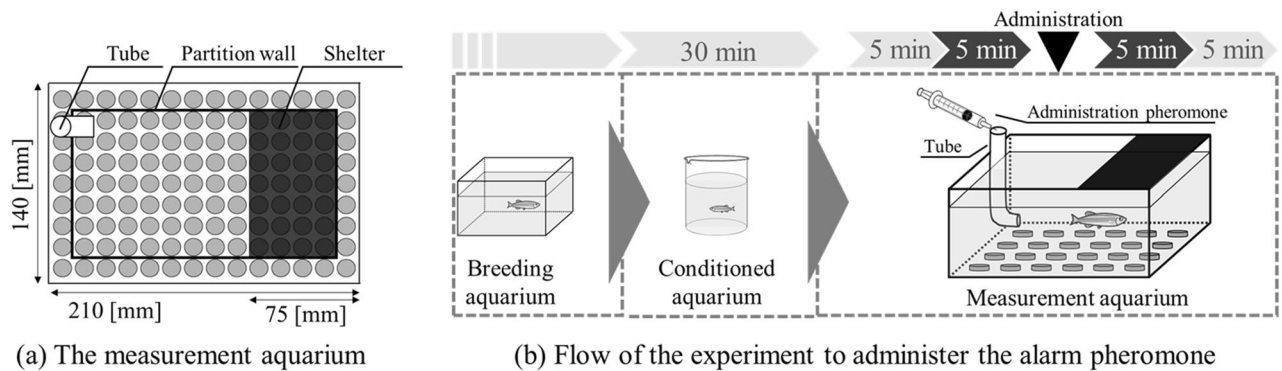 Tube Partition wall Shelter
140 [mm]
210 [mm] 75 [mm]
(a) The measurement aquarium
Administration
30 min 5 min 5 min 5 min 5 min
Administration pheromone
Tube
Breeding
aquarium
Conditioned
aquarium
Measurement aquarium
(b) Flow of the experiment to administer the alarm pheromone